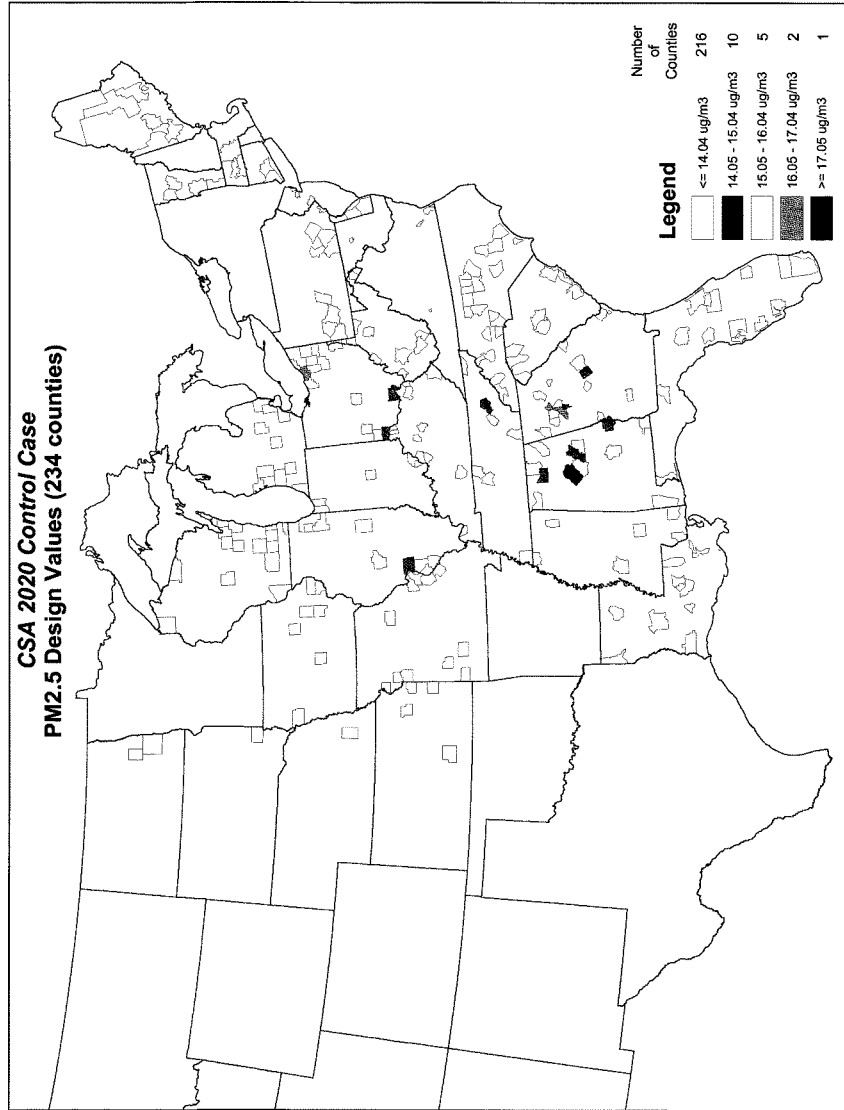 CSA 2020 Control Case
PM2.5 Design Values (234 counties)
Legend
Number
of
Counties
<= 14.04 ug/m3 216
14.05 - 15.04 ug/m3 10
15.05 - 16.04 ug/m3 5
16.05 - 17.04 ug/m3 2
>= 17.05 ug/m3 1